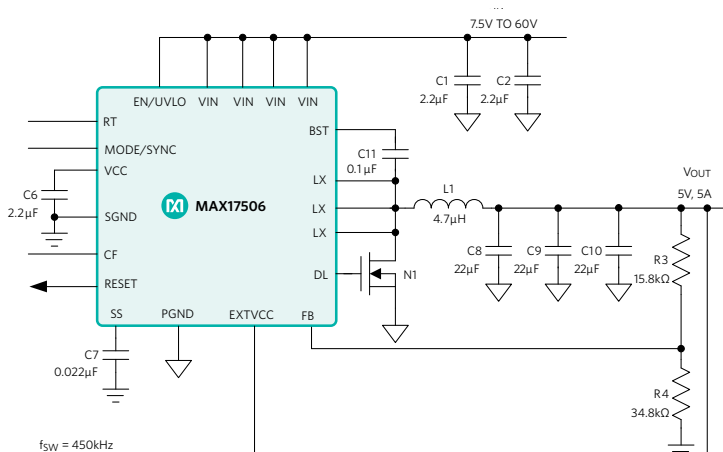 7.5V TO 60V
C1
2.2µF
C2
2.2µF
EN/UVLO VIN VIN VIN VIN
RT
MODE/SYNC
VCC
SGND
CF
RESET
SS
PGND
EXTVCC
FB
BST
LX
LX
LX
DL
MAX17506
C6
2.2µF
C7
0.022µF
C11
0.1µF
L1
4.7µH
N1
C8
22µF
C9
22µF
C10
22µF
VOUT
5V, 5A
R3
15.8kΩ
R4
34.8kΩ
fSW = 450kHz